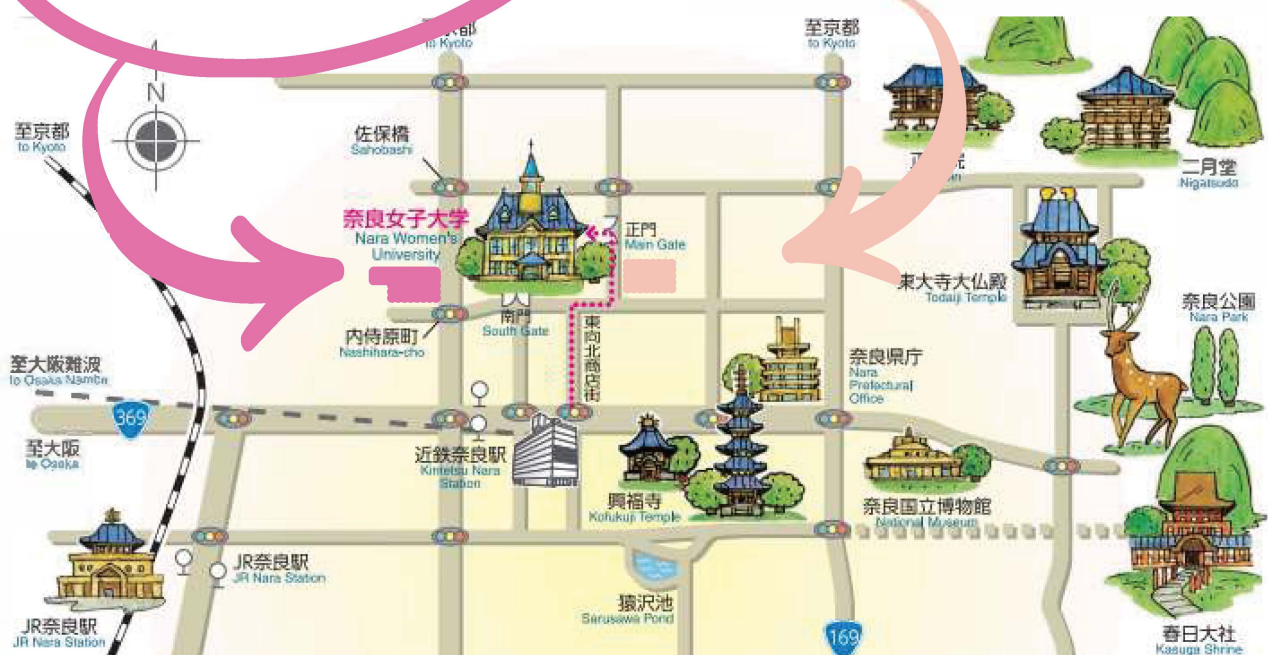 至京都
to Kyoto
N
至京都
to Kyoto
佐保橋
Sahobashi
奈良女子大学
Nara Women's
University
正門
Main Gate
二月堂
Nigatsudo
東大寺大仏殿
Todaiji Temple
奈良公園
Nara Park
内侍原町
Nashihara-cho
南門
South Gate
東向北商店街
奈良県庁
Nara
Prefectural
Office
至大阪難波
to Osaka Namba
369
至大阪
to Osaka
近鉄奈良駅
Kintetsu Nara
Station
興福寺
Kofukuji Temple
奈良国立博物館
National Museum
JR奈良駅
JR Nara Station
猿沢池
Sarusawa Pond
169
JR奈良駅
JR Nara Station
春日大社
Kasuga Shrine